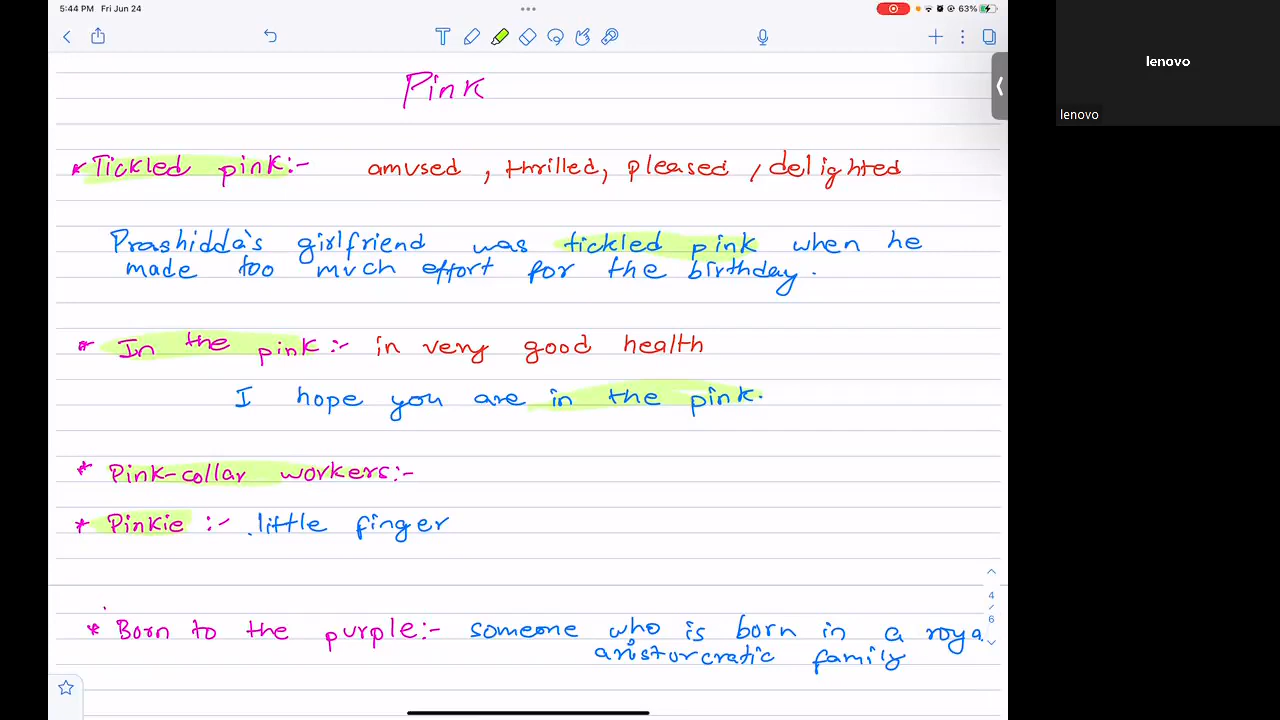 5:44 PM Fri Jun 24
63%
lenovo
lenovo
Pink
* Tickled pink:- amused, thrilled, pleased, delighted
Prashidda's girlfriend was tickled pink when he
made too much effort for the birthday.
* In the pink:- in very good health
I hope you are in the pink.
* Pink-collar workers:-
* Pinkie :- little finger
4
/
6
* Born to the purple:- someone who is born in a roya
aristorcratic family